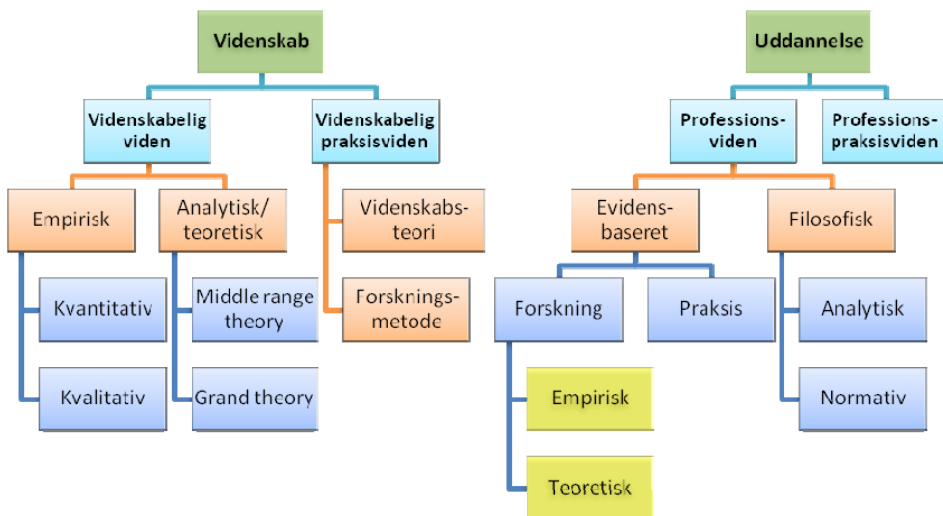 Videnskab
Uddannelse
Videnskabelig
viden
Videnskabelig
praksisviden
Professions-
viden
Professions-
praksisviden
Empirisk
Analytisk/
teoretisk
Videnskabs-
teori
Evidens-
baseret
Filosofisk
Kvantitativ
Middle range
theory
Forsknings-
metode
Forskning
Praksis
Analytisk
Kvalitativ
Grand theory
Empirisk
Normativ
Teoretisk